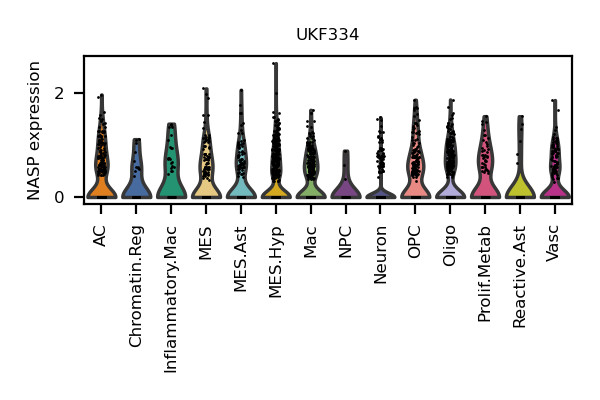 UKF334
NASP expression
2
0
AC
Chromatin.Reg
Inflammatory.Mac
MES
MES.Ast
MES.Hyp
Mac
NPC
Neuron
OPC
Oligo
Prolif.Metab
Reactive.Ast
Vasc